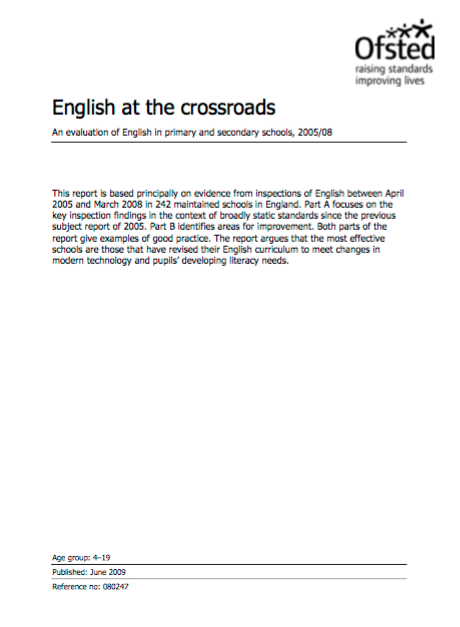 Ofsted
raising standards
improving lives
English at the crossroads
An evaluation of English in primary and secondary schools, 2005/08
This report is based principally on evidence from inspections of English between April
2005 and March 2008 in 242 maintained schools in England. Part A focuses on the
key inspection findings in the context of broadly static standards since the previous
subject report of 2005. Part B identifies areas for improvement. Both parts of the
report give examples of good practice. The report argues that the most effective
schools are those that have revised their English curriculum to meet changes in
modern technology and pupils' developing literacy needs.
Age group: 4–19
Published: June 2009
Reference no: 080247